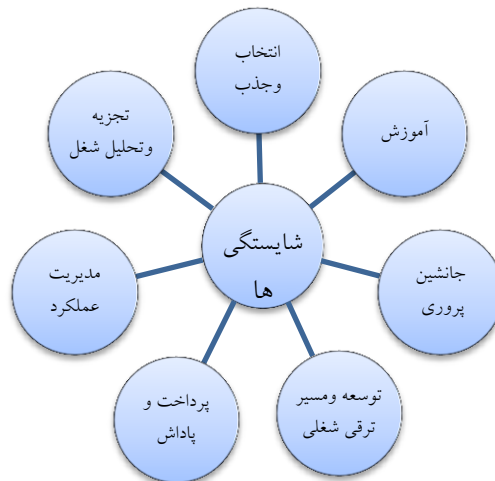 انتخاب
وجذب
آموزش
جانشین
پروری
توسعه ومسیر
ترقی شغلی
پرداخت و
پاداش
مدیریت
عملکرد
تجزیه
وتحلیل شغل
شایستگی
ها